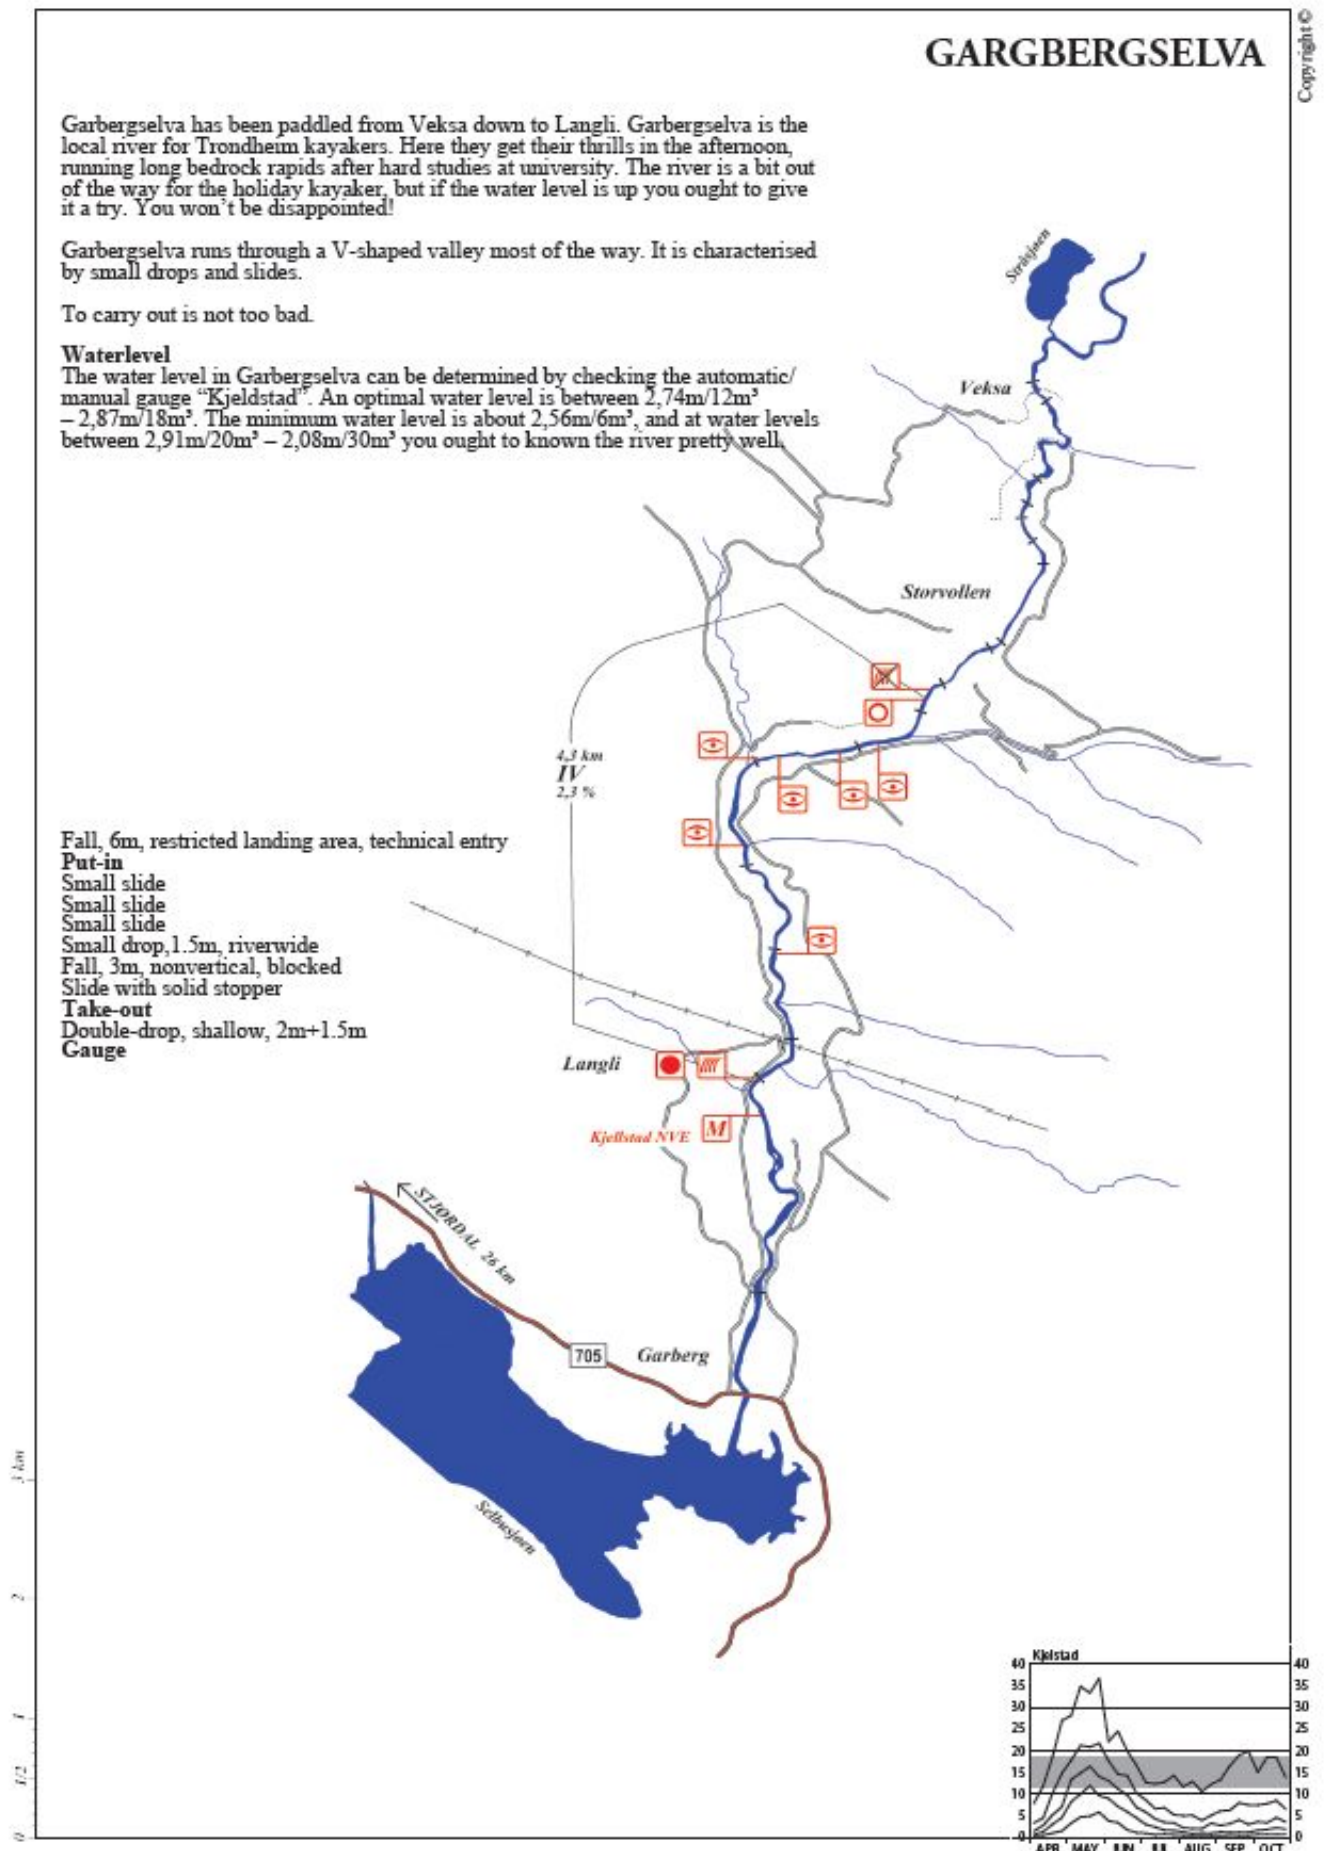 GARGBERGSELVA
Copyright ©
Garbergselva has been paddled from Veksa down to Langli. Garbergselva is the
local river for Trondheim kayakers. Here they get their thrills in the afternoon,
running long bedrock rapids after hard studies at university. The river is a bit out
of the way for the holiday kayaker, but if the water level is up you ought to give
it a try. You won't be disappointed!
Garbergselva runs through a V-shaped valley most of the way. It is characterised
by small drops and slides.
To carry out is not too bad.
Waterlevel
The water level in Garbergselva can be determined by checking the automatic/
manual gauge “Kjeldstad”. An optimal water level is between 2,74m/12m³
– 2,87m/18m³. The minimum water level is about 2,56m/6m³, and at water levels
between 2,91m/20m³ – 2,08m/30m³ you ought to known the river pretty well.
Stråsjøen
Veksa
Storvollen
4,3 km
IV
2,3 %
Fall, 6m, restricted landing area, technical entry
Put-in
Small slide
Small slide
Small slide
Small drop,1.5m, riverwide
Fall, 3m, nonvertical, blocked
Slide with solid stopper
Take-out
Double-drop, shallow, 2m+1.5m
Gauge
Langli
Kjellstad NVE
M
STJØRDAL 26 km
705
Garberg
Selbusjøen
3 km
2
1
1/2
0
Kjelstad
40 40
35 35
30 30
25 25
20 20
15 15
10 10
5 5
0 0
APR MAY JUN JUL AUG SEP OCT